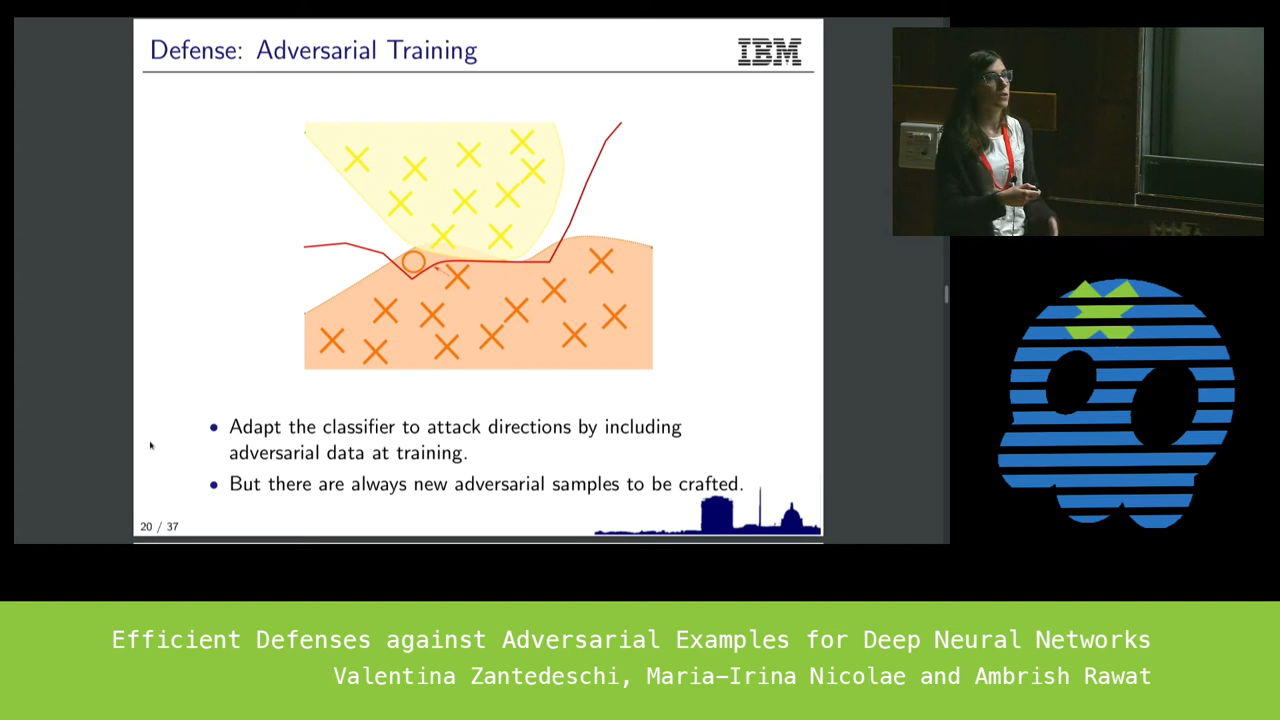 Defense: Adversarial Training
IBM
• Adapt the classifier to attack directions by including
adversarial data at training.
• But there are always new adversarial samples to be crafted.
20 / 37
Efficient Defenses against Adversarial Examples for Deep Neural Networks
Valentina Zantedeschi, Maria-Irina Nicolae and Ambrish Rawat